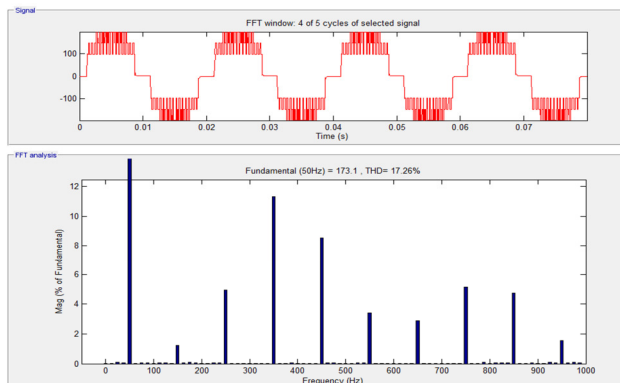 Signal
FFT window: 4 of 5 cycles of selected signal
100
0
-100
0 0.01 0.02 0.03 0.04 0.05 0.06 0.07
Time (s)
FFT analysis
Fundamental (50Hz) = 173.1 , THD= 17.26%
Mag (% of Fundamental)
12
10
8
6
4
2
0
0 100 200 300 400 500 600 700 800 900 1000
Frequency (Hz)